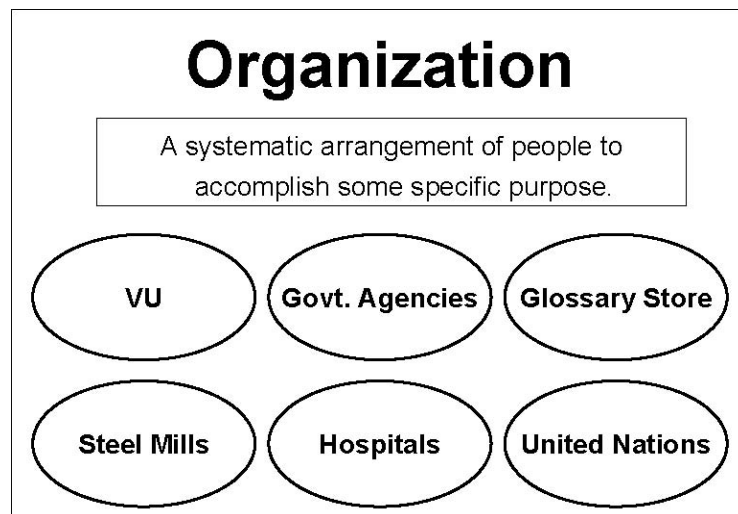 Organization
A systematic arrangement of people to
accomplish some specific purpose.
VU
Govt. Agencies
Glossary Store
Steel Mills
Hospitals
United Nations